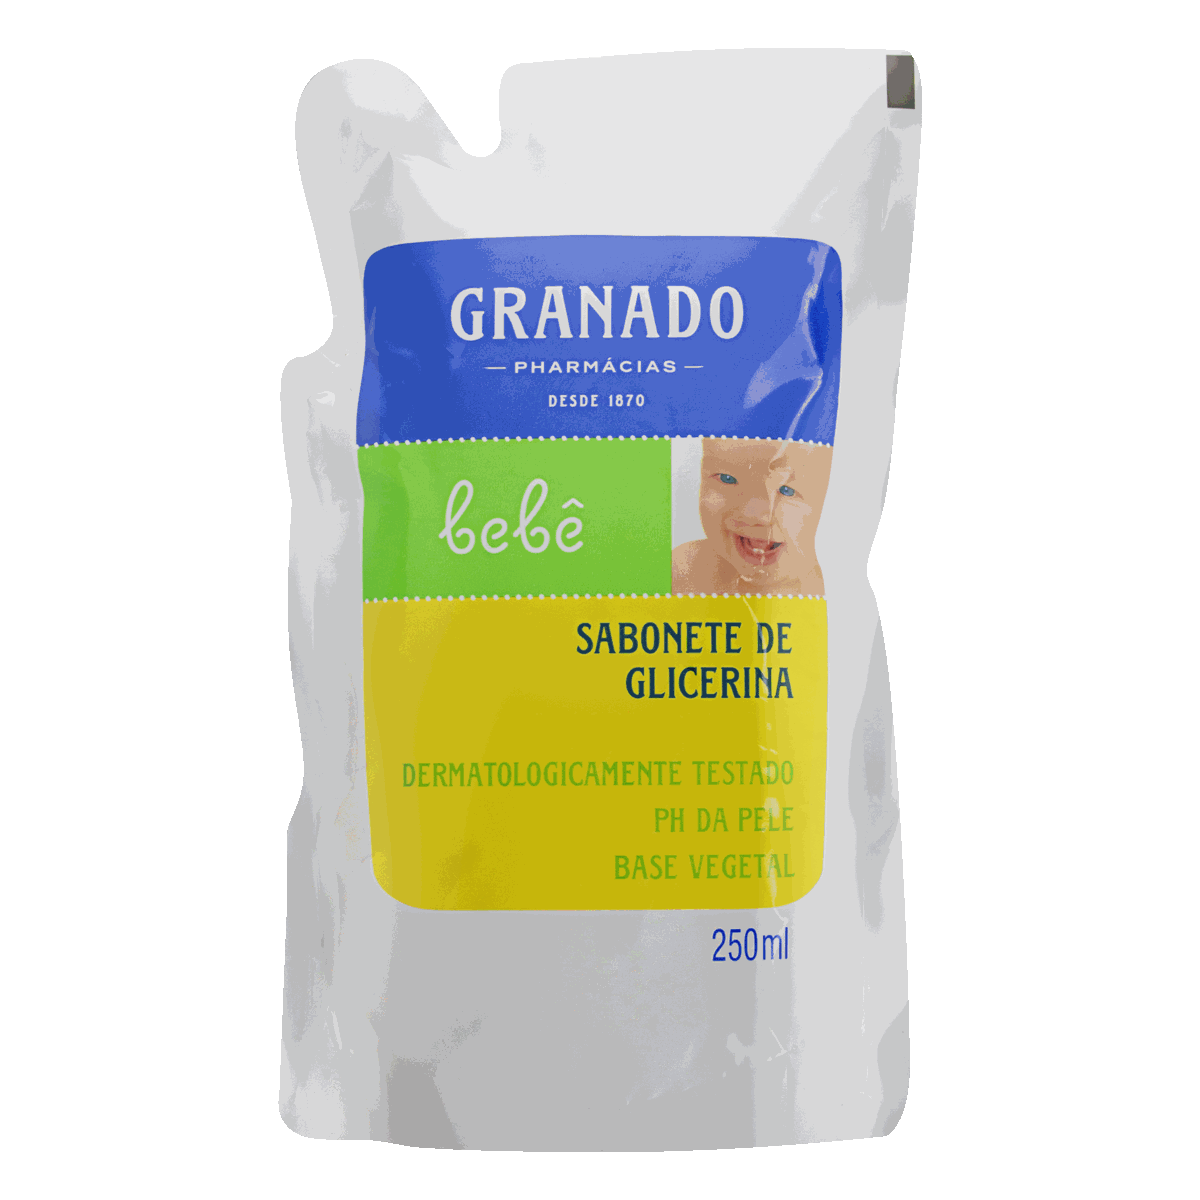 GRANADO
PHARMÁCIAS
DESDE 1870
bebê
SABONETE DE
GLICERINA
DERMATOLOGICAMENTE TESTADO
PH DA PELE
BASE VEGETAL
250ml